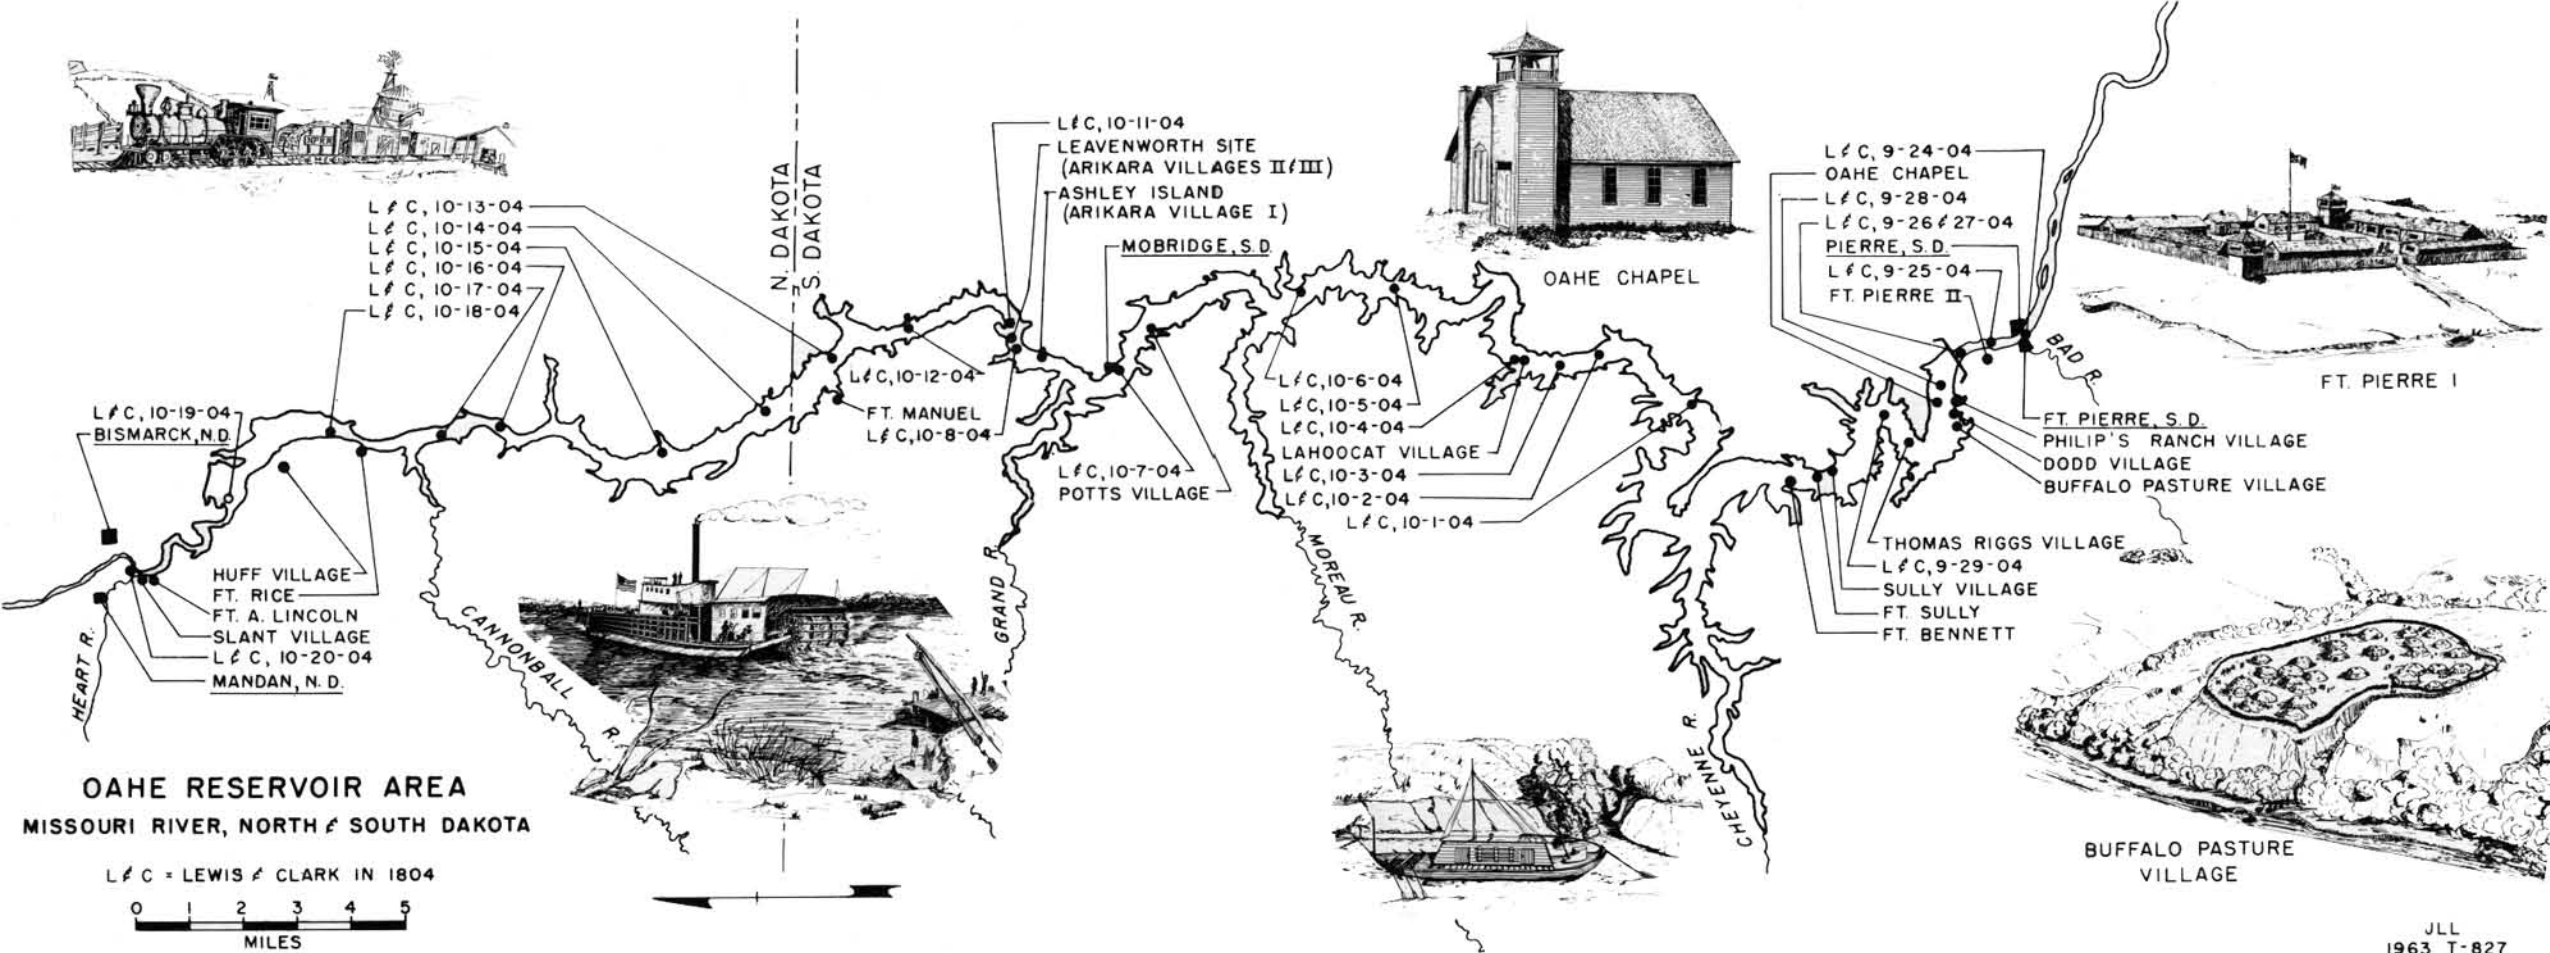 N. DAKOTA
S. DAKOTA
L & C, 10-13-04
L & C, 10-14-04
L & C, 10-15-04
L & C, 10-16-04
L & C, 10-17-04
L & C, 10-18-04
L & C, 10-19-04
BISMARCK, N.D.
HUFF VILLAGE
FT. RICE
FT. A. LINCOLN
SLANT VILLAGE
L & C, 10-20-04
MANDAN, N. D.
HEART R.
CANNONBALL R.
L & C, 10-11-04
LEAVENWORTH SITE
(ARIKARA VILLAGES II & III)
ASHLEY ISLAND
(ARIKARA VILLAGE I)
MOBRIDGE, S.D.
L & C, 10-12-04
FT. MANUEL
L & C, 10-8-04
L & C, 10-7-04
POTTS VILLAGE
GRAND R.
OAHE CHAPEL
L & C, 10-6-04
L & C, 10-5-04
L & C, 10-4-04
LAHOOCAT VILLAGE
L & C, 10-3-04
L & C, 10-2-04
L & C, 10-1-04
MOREAU R.
CHEYENNE R.
L & C, 9-24-04
OAHE CHAPEL
L & C, 9-28-04
L & C, 9-26 & 27-04
PIERRE, S.D.
L & C, 9-25-04
FT. PIERRE II
BAD R.
FT. PIERRE I
FT. PIERRE, S. D.
PHILIP'S RANCH VILLAGE
DODD VILLAGE
BUFFALO PASTURE VILLAGE
THOMAS RIGGS VILLAGE
L & C, 9-29-04
SULLY VILLAGE
FT. SULLY
FT. BENNETT
BUFFALO PASTURE
VILLAGE
OAHE RESERVOIR AREA
MISSOURI RIVER, NORTH & SOUTH DAKOTA
L & C = LEWIS & CLARK IN 1804
0 1 2 3 4 5
MILES
JLL
1963 T-827